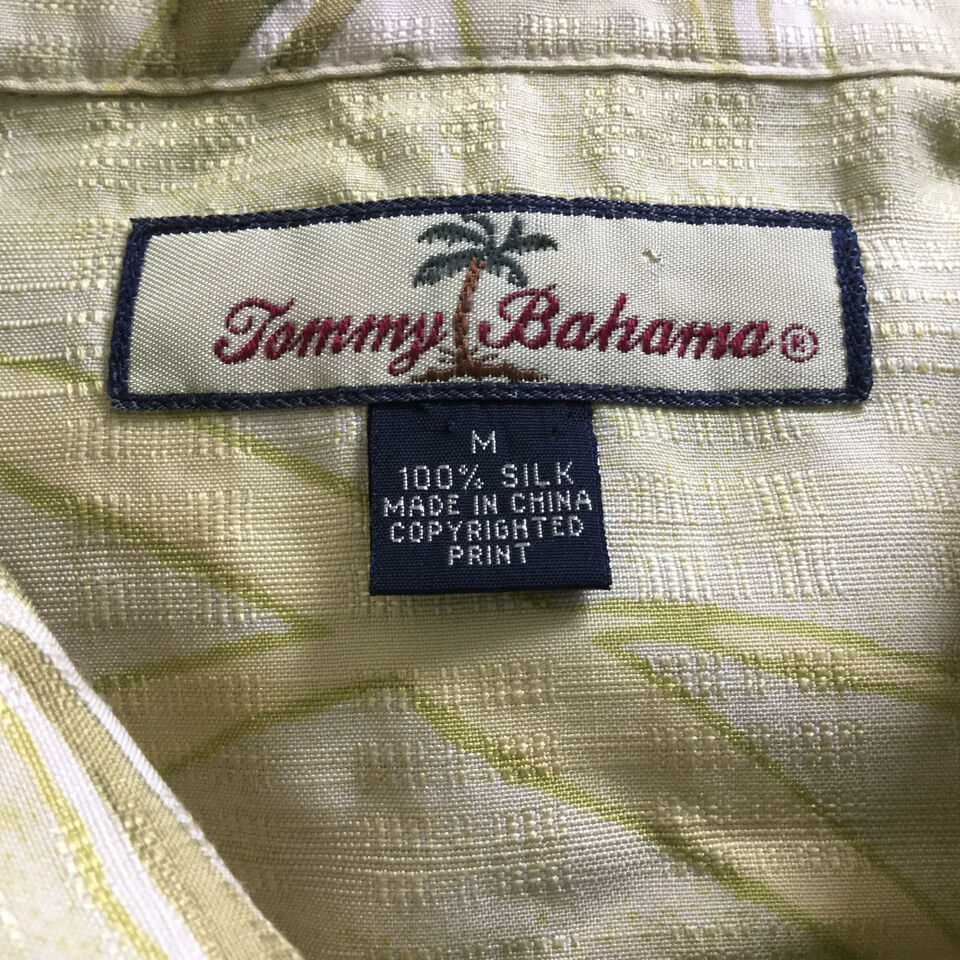 Tommy Bahama®
M
100% SILK
MADE IN CHINA
COPYRIGHTED
PRINT